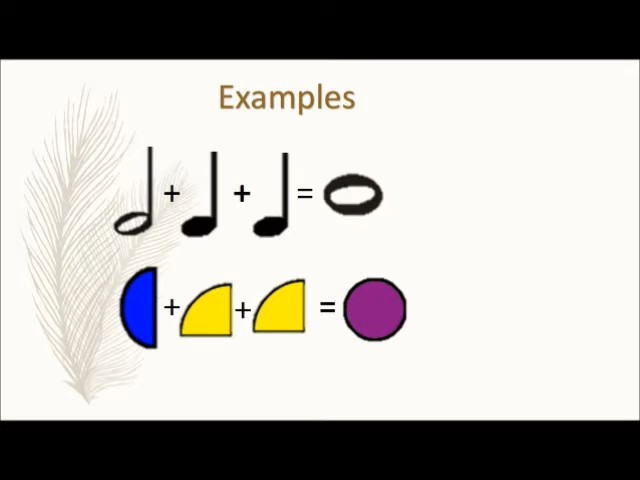 Examples
+ + =
+ + =